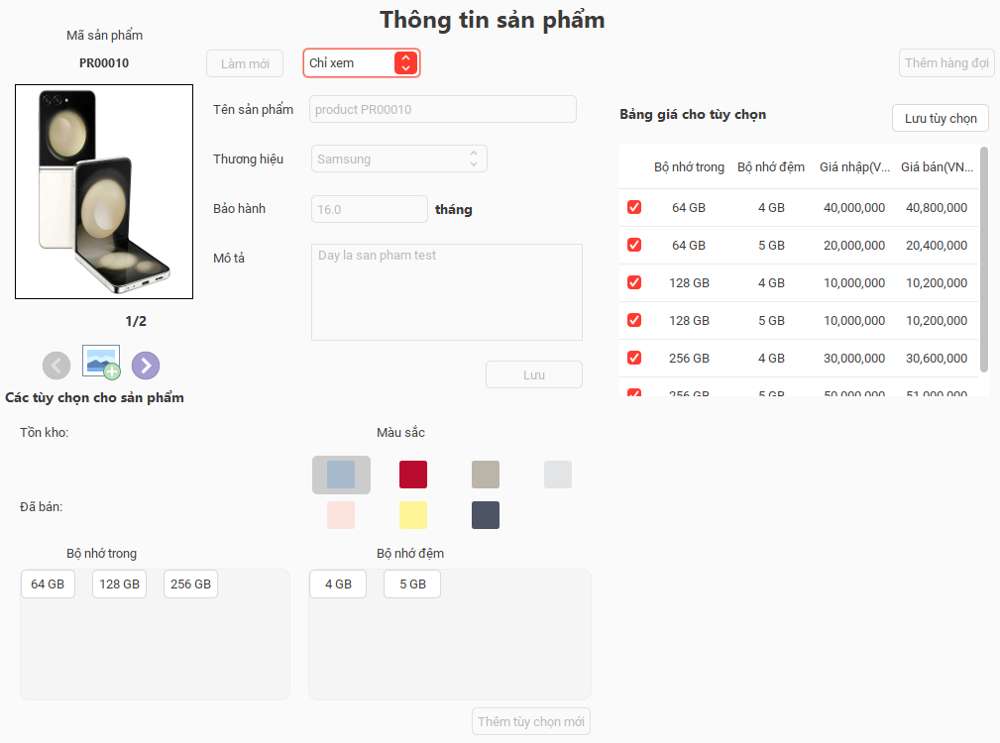 Thông tin sản phẩm
Mã sản phẩm
PR00010
Làm mới
Chỉ xem
Thêm hàng đợi
Tên sản phẩm
product PR00010
Thương hiệu
Samsung
Bảo hành
16.0
tháng
Mô tả
Day la san pham test
Lưu
1/2
Bảng giá cho tùy chọn
Lưu tùy chọn
Bộ nhớ trong Bộ nhớ đệm Giá nhập(V... Giá bán(VN...
64 GB 4 GB 40,000,000 40,800,000
64 GB 5 GB 20,000,000 20,400,000
128 GB 4 GB 10,000,000 10,200,000
128 GB 5 GB 10,000,000 10,200,000
256 GB 4 GB 30,000,000 30,600,000
256 GB 5 GB 50,000,000 51,000,000
Các tùy chọn cho sản phẩm
Tồn kho:
Màu sắc
Đã bán:
Bộ nhớ trong
64 GB 128 GB 256 GB
Bộ nhớ đệm
4 GB 5 GB
Thêm tùy chọn mới